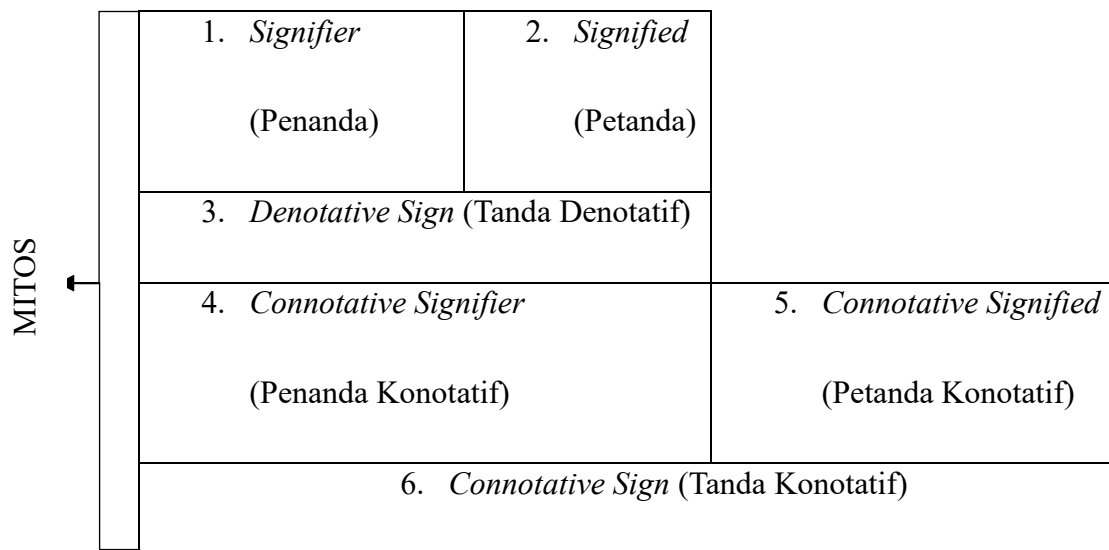 1. Signifier
(Penanda)
2. Signified
(Petanda)
3. Denotative Sign (Tanda Denotatif)
MITOS
4. Connotative Signifier
(Penanda Konotatif)
5. Connotative Signified
(Petanda Konotatif)
6. Connotative Sign (Tanda Konotatif)